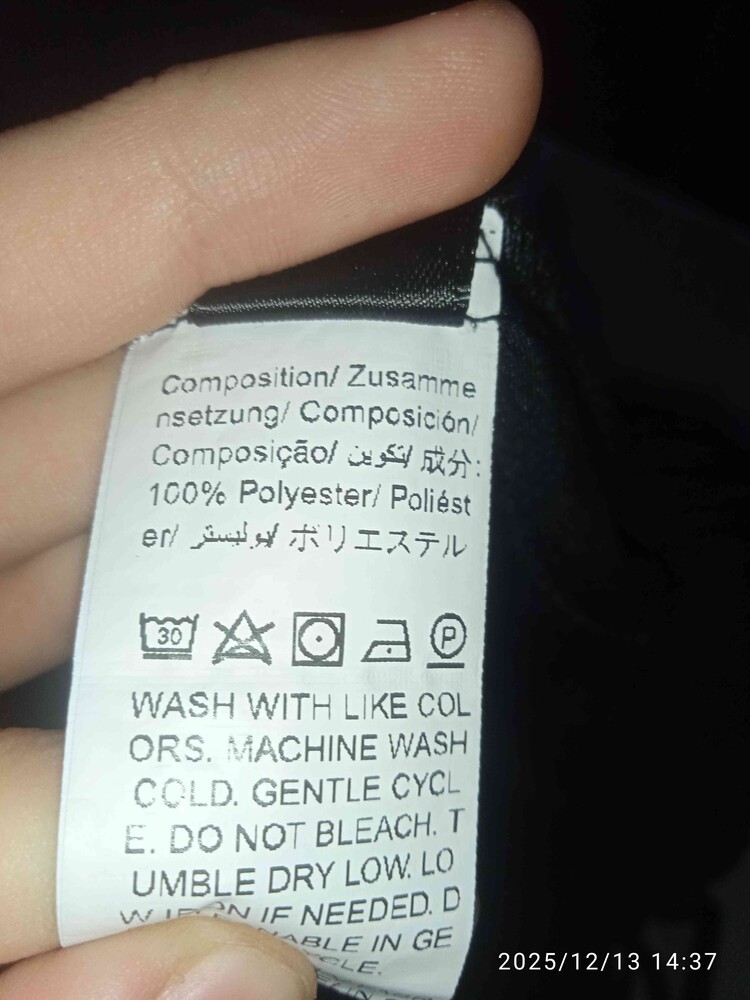 Composition/ Zusamme
nsetzung/ Composición/
Composição/ تكوين/ 成分:
100% Polyester/ Poliést
er/ بوليستر/ ポリエステル
30
P
WASH WITH LIKE COL
ORS. MACHINE WASH
COLD. GENTLE CYCL
E. DO NOT BLEACH. T
UMBLE DRY LOW. LO
W IRON IF NEEDED. D
ABLE IN GE
CLE.
2025/12/13 14:37